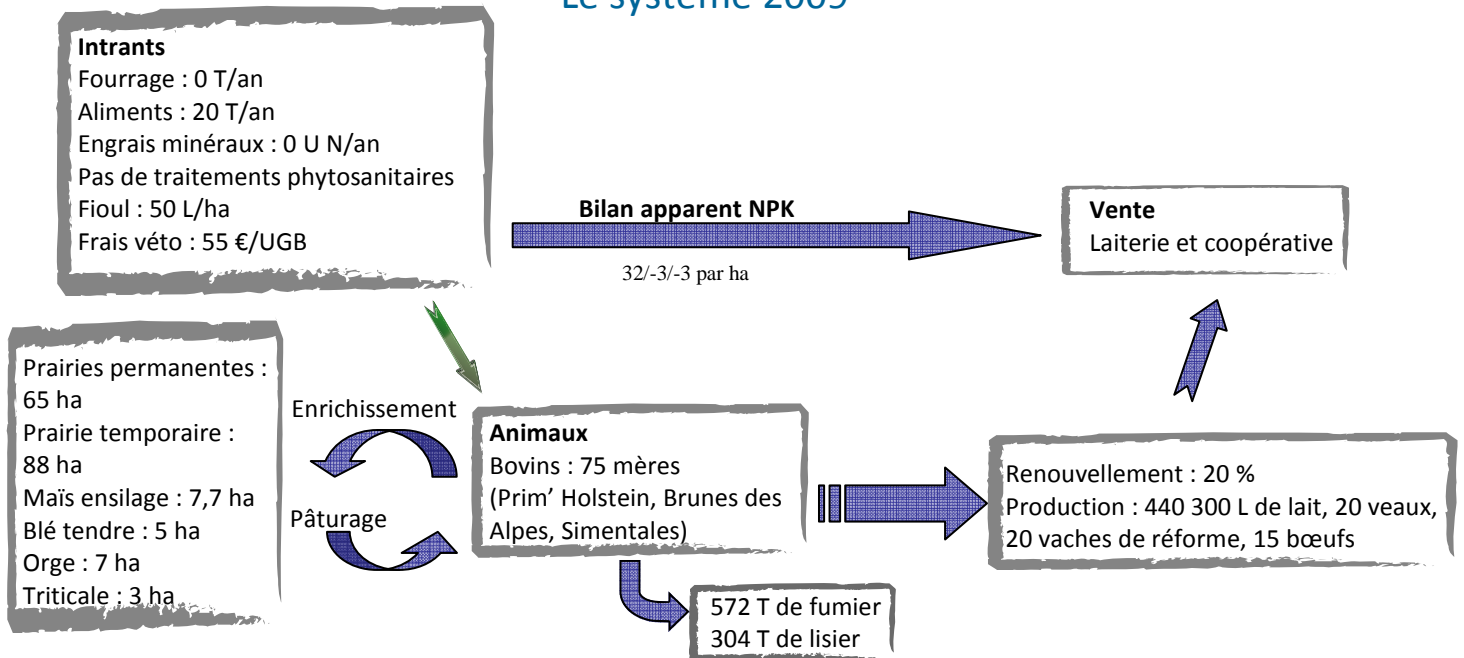 Le système 2009
Intrants
Fourrage : 0 T/an
Aliments : 20 T/an
Engrais minéraux : 0 U N/an
Pas de traitements phytosanitaires
Fioul : 50 L/ha
Frais véto : 55 €/UGB
Bilan apparent NPK
32/-3/-3 par ha
Vente
Laiterie et coopérative
Prairies permanentes :
65 ha
Prairie temporaire :
88 ha
Maïs ensilage : 7,7 ha
Blé tendre : 5 ha
Orge : 7 ha
Triticale : 3 ha
Enrichissement
Pâturage
Animaux
Bovins : 75 mères
(Prim’ Holstein, Brunes des
Alpes, Simentales)
572 T de fumier
304 T de lisier
Renouvellement : 20 %
Production : 440 300 L de lait, 20 veaux,
20 vaches de réforme, 15 bœufs